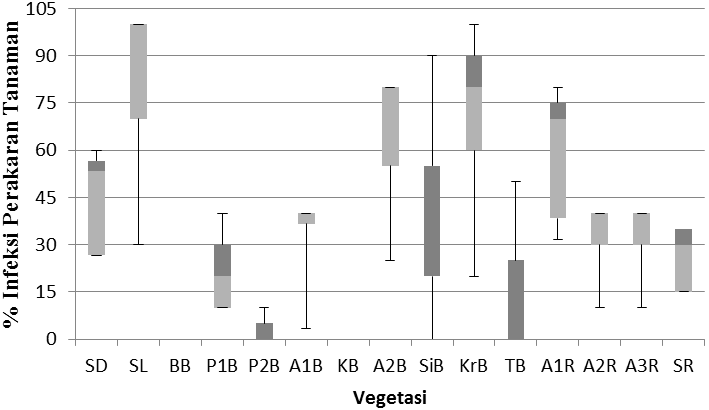 % Infeksi Perakaran Tanaman
105
90
75
60
45
30
15
0
SD SL BB P1B P2B A1B KB A2B SiB KrB TB A1R A2R A3R SR
Vegetasi